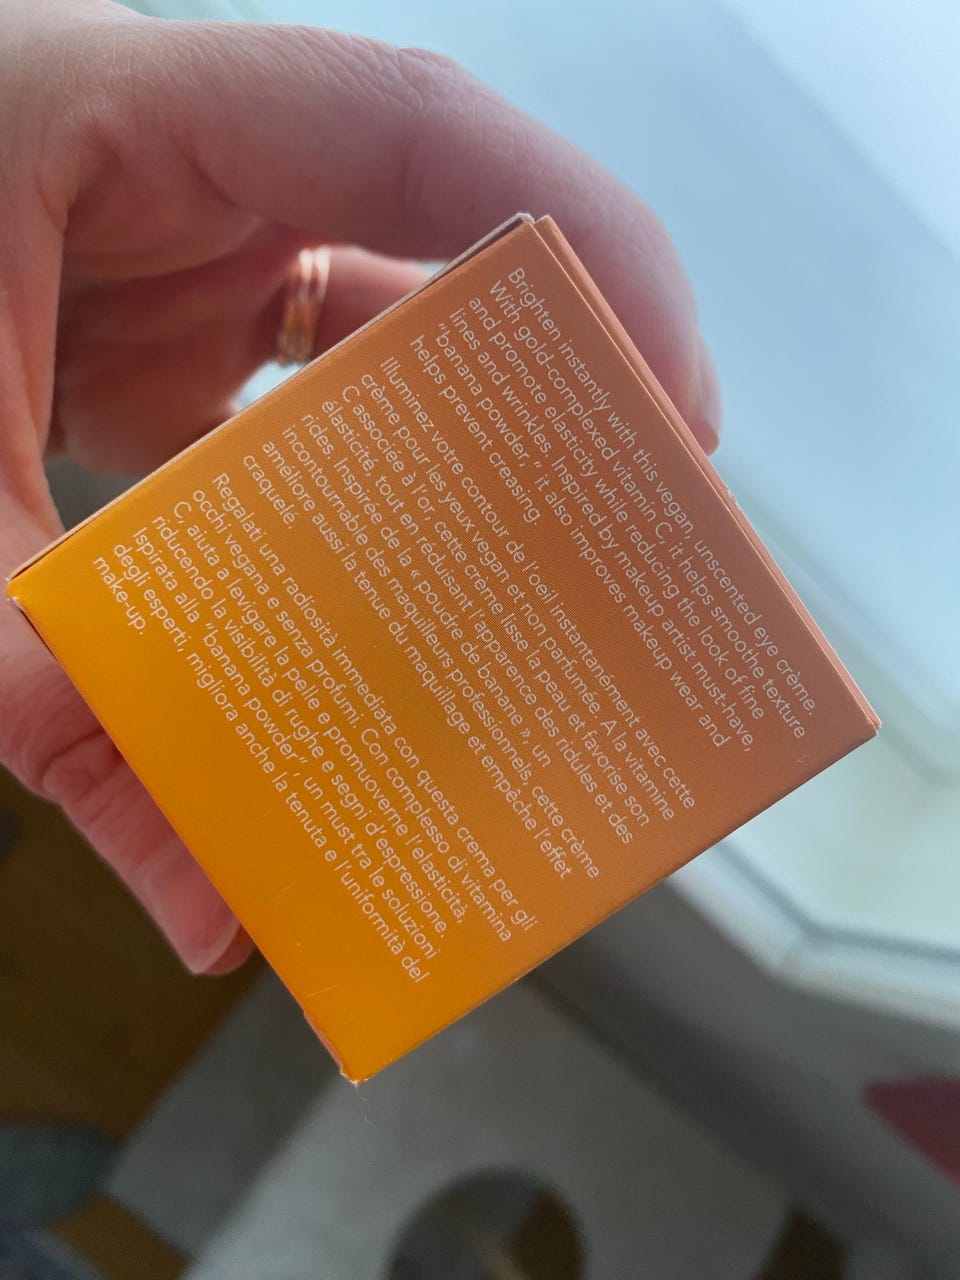 Brighten instantly with this vegan, unscented eye crème.
With gold-complexed vitamin C, it helps smoothe texture
and promote elasticity while reducing the look of fine
lines and wrinkles. Inspired by makeup artist must-have,
"banana powder," it also improves makeup wear and
helps prevent creasing.
Illuminez votre contour de l'oeil instantanément avec cette
crème pour les yeux vegan et non parfumée. A la vitamine
C associée à l'or, cette crème lisse la peau et favorise son
élasticité, tout en réduisant l'apparence des ridules et des
rides. Inspirée de la « poudre de banane », un
incontournable des maquilleurs professionnels, cette crème
améliore aussi la tenue du maquillage et empêche l'effet
craquelé.
Regalati una radiosità immediata con questa crema per gli
occhi vegana e senza profumi. Con complesso di vitamina
C, aiuta a levigare la pelle e promuoverne l'elasticità,
riducendo la visibilità di rughe e segni d'espressione.
Ispirata alla "banana powder", un must tra le soluzioni
degli esperti, migliora anche la tenuta e l'uniformità del
make-up.